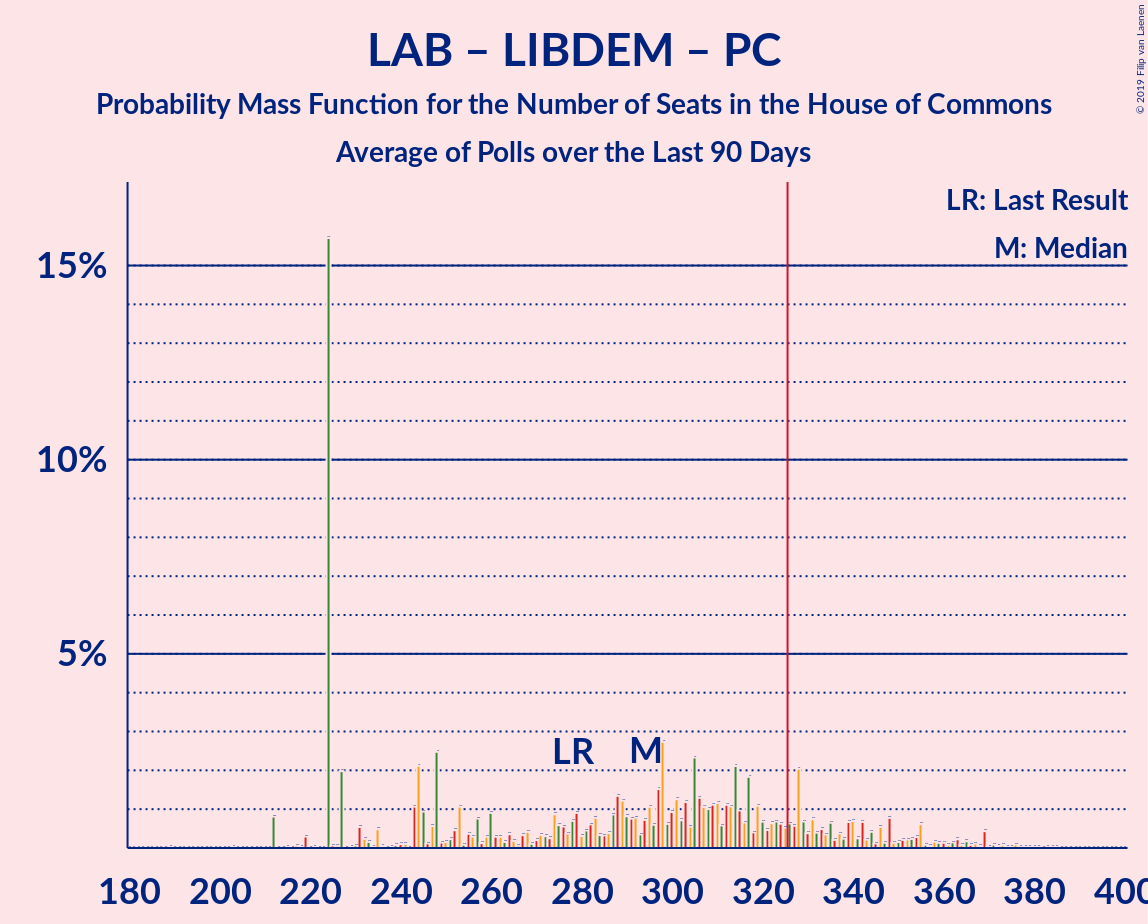 LAB – LIBDEM – PC
Probability Mass Function for the Number of Seats in the House of Commons
Average of Polls over the Last 90 Days
© 2019 Filip van Laenen
LR: Last Result
M: Median
15%
10%
5%
LR M
180 200 220 240 260 280 300 320 340 360 380 400